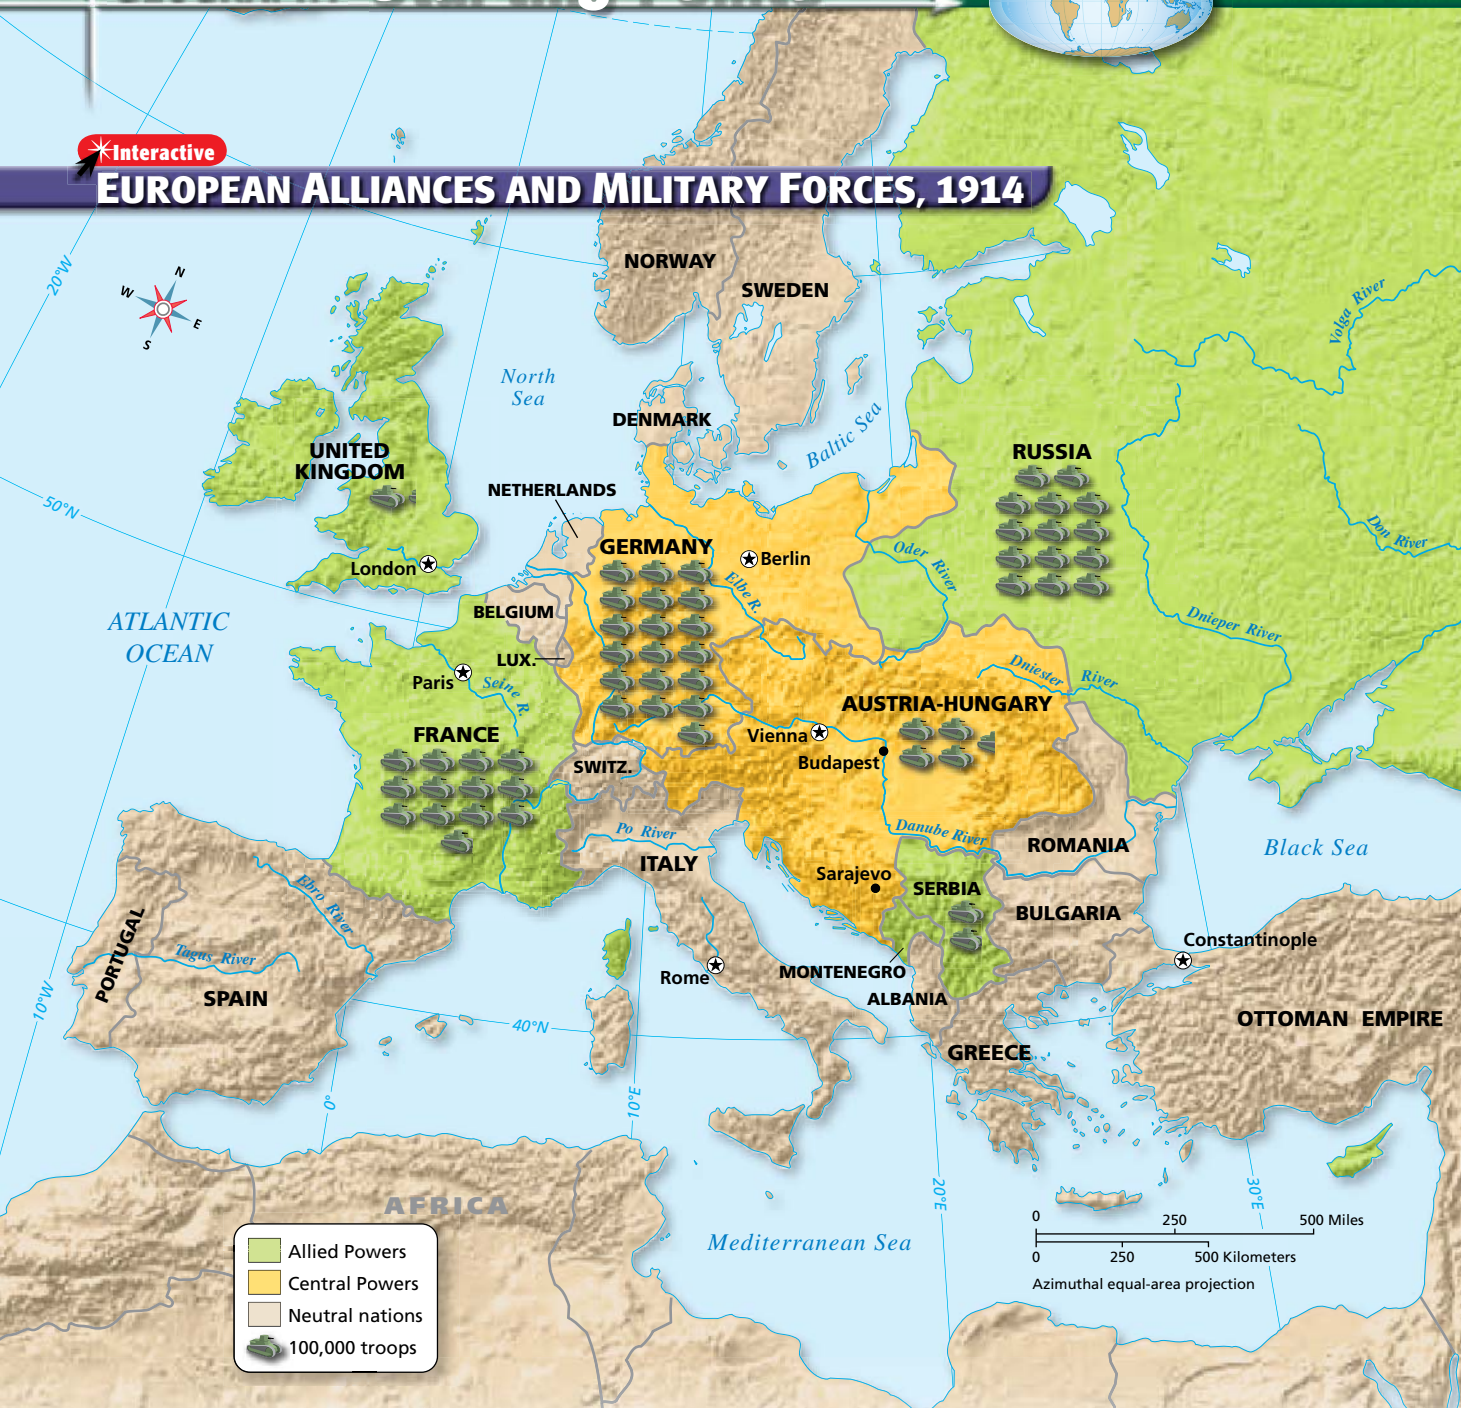 Interactive
EUROPEAN ALLIANCES AND MILITARY FORCES, 1914
20°W
N
W
E
S
NORWAY
SWEDEN
Volga River
North
Sea
DENMARK
Baltic Sea
UNITED
KINGDOM
RUSSIA
50°N
NETHERLANDS
Don River
GERMANY
Berlin
Oder River
London
Elbe R.
BELGIUM
ATLANTIC
OCEAN
Dnieper River
LUX.
Paris
Seine R.
Dniester River
AUSTRIA-HUNGARY
FRANCE
Vienna
Budapest
SWITZ.
Po River
Danube River
ROMANIA
Black Sea
ITALY
Sarajevo
SERBIA
Ebro River
BULGARIA
PORTUGAL
Tagus River
Constantinople
Rome
MONTENEGRO
SPAIN
ALBANIA
10°W
40°N
OTTOMAN EMPIRE
GREECE
0°
10°E
20°E
30°E
AFRICA
0 250 500 Miles
0 250 500 Kilometers
Azimuthal equal-area projection
Mediterranean Sea
Allied Powers
Central Powers
Neutral nations
100,000 troops